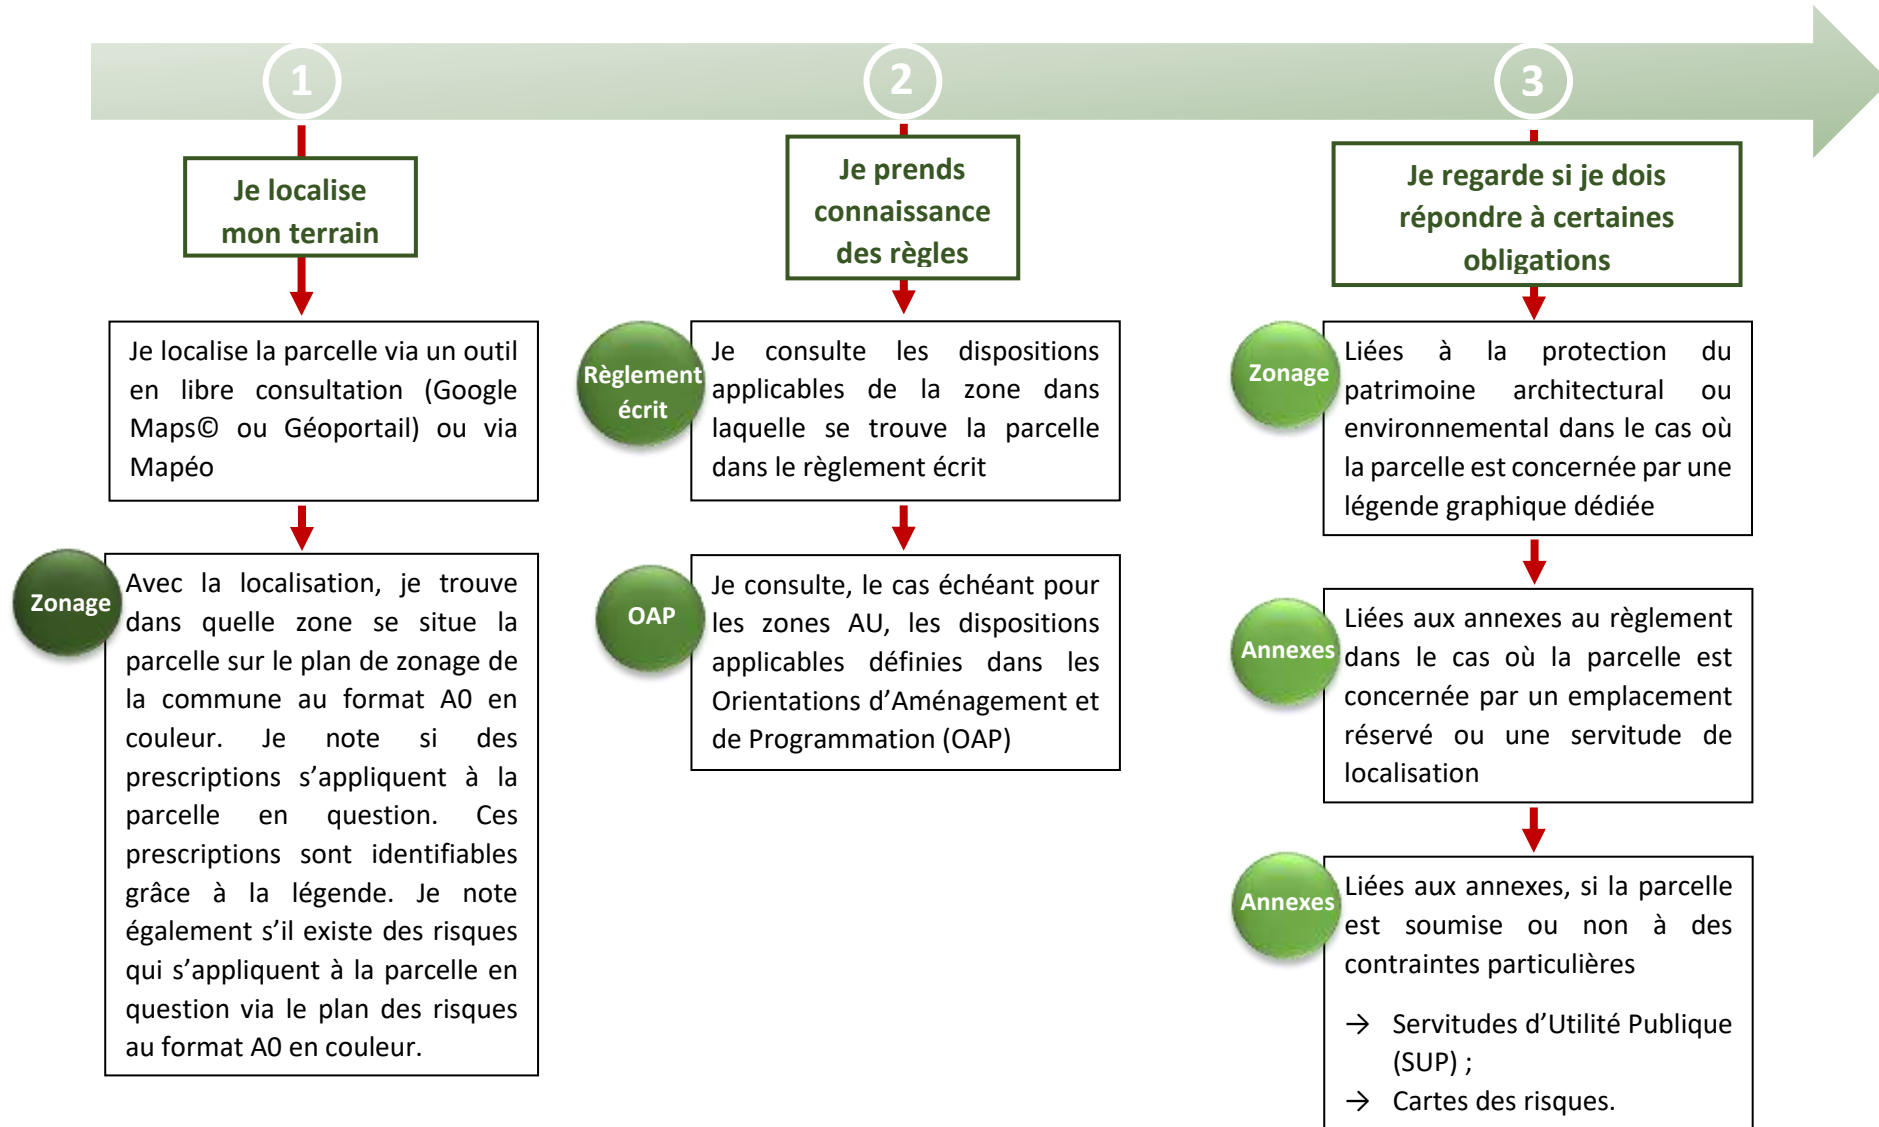 1
Je localise
mon terrain
Je localise la parcelle via un outil
en libre consultation (Google
Maps© ou Géoportail) ou via
Mapéo
Zonage
Avec la localisation, je trouve
dans quelle zone se situe la
parcelle sur le plan de zonage de
la commune au format A0 en
couleur. Je note si des
prescriptions s’appliquent à la
parcelle en question. Ces
prescriptions sont identifiables
grâce à la légende. Je note
également s’il existe des risques
qui s’appliquent à la parcelle en
question via le plan des risques
au format A0 en couleur.
2
Je prends
connaissance
des règles
Règlement
écrit
Je consulte les dispositions
applicables de la zone dans
laquelle se trouve la parcelle
dans le règlement écrit
OAP
Je consulte, le cas échéant pour
les zones AU, les dispositions
applicables définies dans les
Orientations d’Aménagement et
de Programmation (OAP)
3
Je regarde si je dois
répondre à certaines
obligations
Zonage
Liées à la protection du
patrimoine architectural ou
environnemental dans le cas où
la parcelle est concernée par une
légende graphique dédiée
Annexes
Liées aux annexes au règlement
dans le cas où la parcelle est
concernée par un emplacement
réservé ou une servitude de
localisation
Annexes
Liées aux annexes, si la parcelle
est soumise ou non à des
contraintes particulières
→ Servitudes d’Utilité Publique
(SUP) ;
→ Cartes des risques.